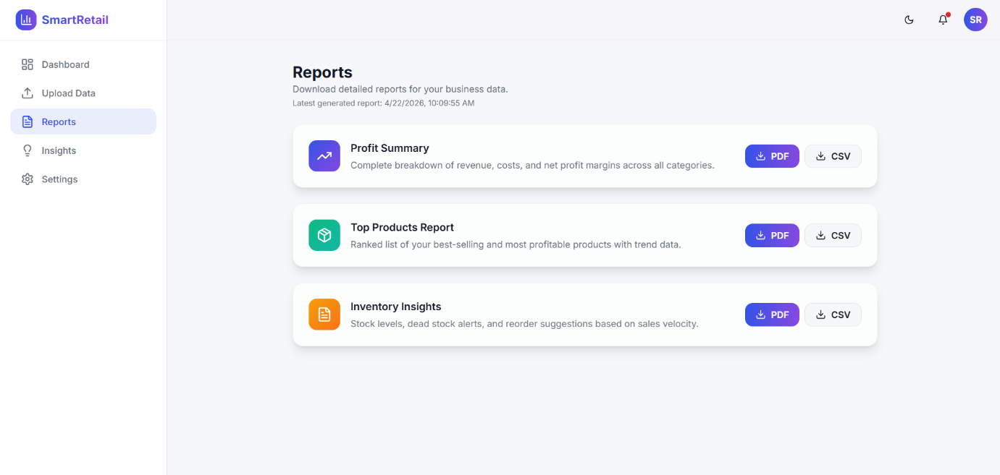 SmartRetail
SR
Dashboard
Upload Data
Reports
Insights
Settings
Reports
Download detailed reports for your business data.
Latest generated report: 4/22/2026, 10:09:55 AM
Profit Summary
Complete breakdown of revenue, costs, and net profit margins across all categories.
PDF
CSV
Top Products Report
Ranked list of your best-selling and most profitable products with trend data.
PDF
CSV
Inventory Insights
Stock levels, dead stock alerts, and reorder suggestions based on sales velocity.
PDF
CSV